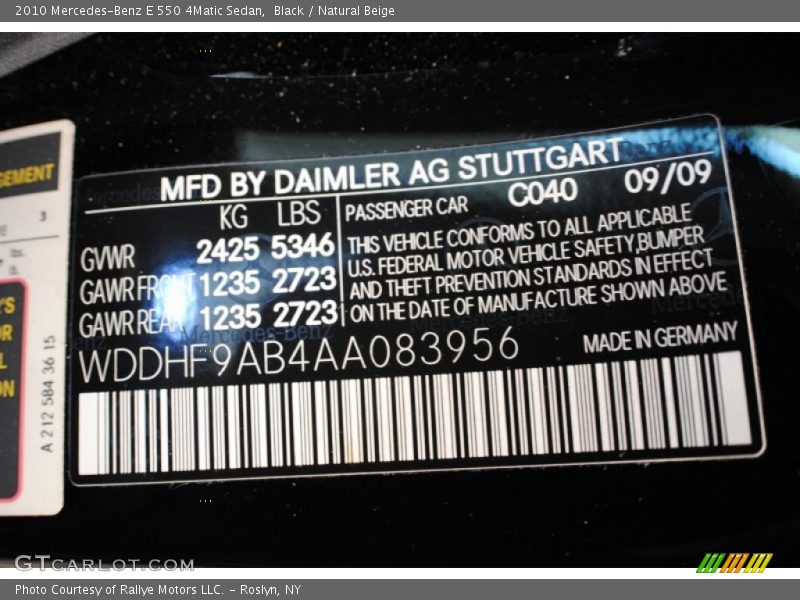 2010 Mercedes-Benz E 550 4Matic Sedan,  Black / Natural Beige
MFD BY DAIMLER AG STUTTGART
KG LBS PASSENGER CAR C040 09/09
GVWR 2425 5346
GAWR FRONT 1235 2723
GAWR REAR 1235 2723
THIS VEHICLE CONFORMS TO ALL APPLICABLE
U.S. FEDERAL MOTOR VEHICLE SAFETY,BUMPER
AND THEFT PREVENTION STANDARDS IN EFFECT
ON THE DATE OF MANUFACTURE SHOWN ABOVE
WDDHF9AB4AA083956 MADE IN GERMANY
3
lbs.
lb.
A 212 584 36 15
GTCARLOT.COM
Photo Courtesy of Rallye Motors LLC. - Roslyn, NY